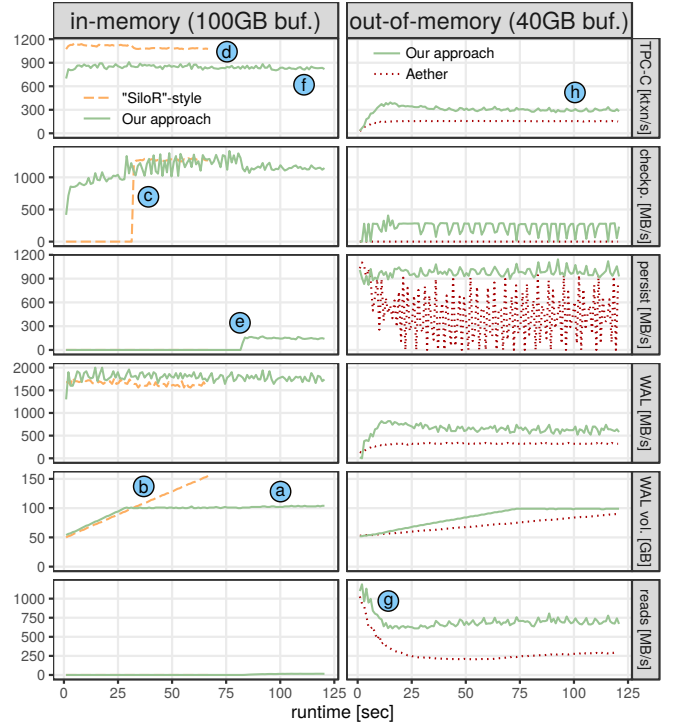 in-memory (100GB buf.)
out-of-memory (40GB buf.)
1200
900
600
300
0
d
f
"SiloR"-style
Our approach
Our approach
Aether
h
TPC-C [ktxn/s]
1000
500
0
c
checkp. [MB/s]
1200
900
600
300
0
e
persist [MB/s]
2000
1500
1000
500
0
WAL [MB/s]
150
100
50
0
b
a
WAL vol. [GB]
1000
750
500
250
0
g
reads [MB/s]
0 25 50 75 100 125
0 25 50 75 100 125
runtime [sec]